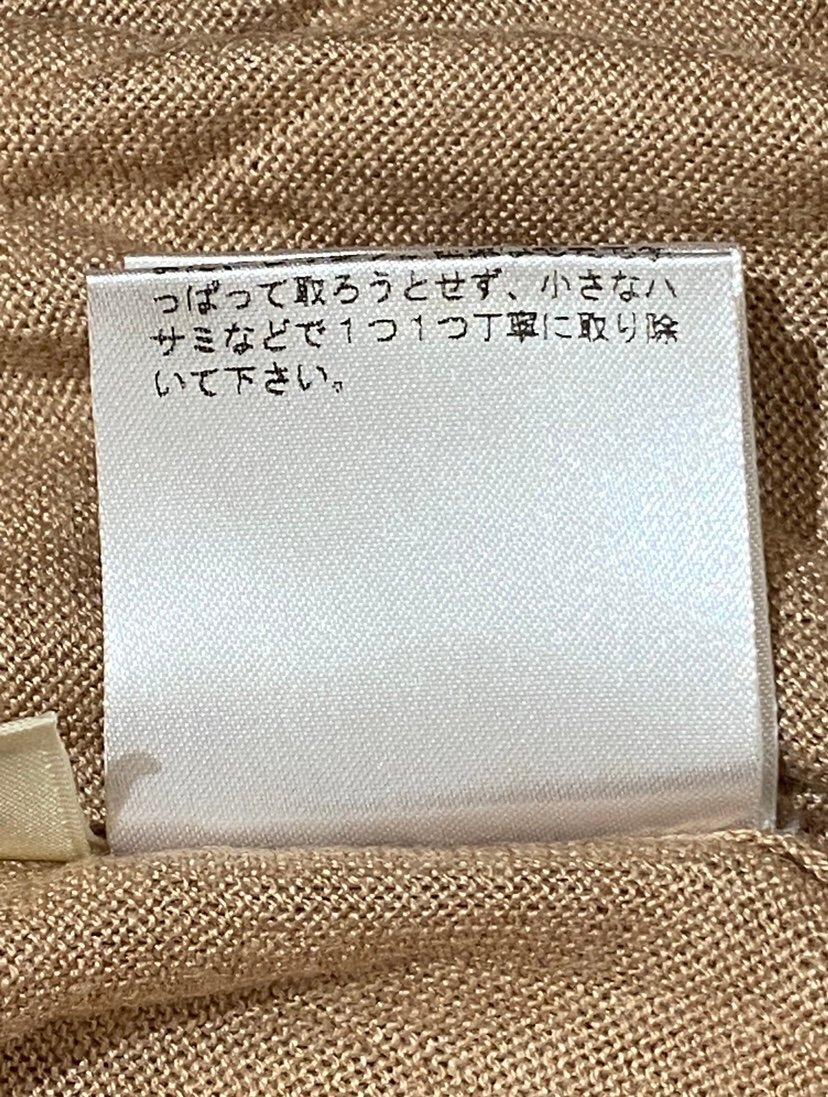 っぱって取ろうとせず、小さなハ
サミなどで１つ１つ丁寧に取り除
いて下さい。